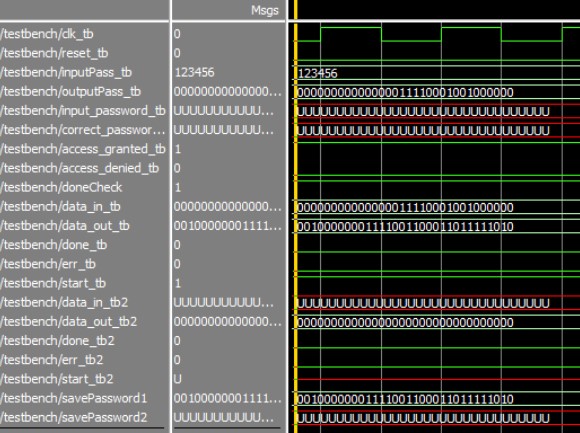 Msgs
/testbench/clk_tb 0
/testbench/reset_tb 0
/testbench/inputPass_tb 123456 123456
/testbench/outputPass_tb 00000000000000... 00000000000000011110001001000000
/testbench/input_password_tb UUUUUUUUUUU... UUUUUUUUUUUUUUUUUUUUUUUUUUUUUUUU
/testbench/correct_passwor... UUUUUUUUUUU... UUUUUUUUUUUUUUUUUUUUUUUUUUUUUUUU
/testbench/access_granted_tb 1
/testbench/access_denied_tb 0
/testbench/doneCheck 1
/testbench/data_in_tb 00000000000000... 00000000000000011110001001000000
/testbench/data_out_tb 00100000001111... 00100000001111001100011011111010
/testbench/done_tb 0
/testbench/err_tb 0
/testbench/start_tb 1
/testbench/data_in_tb2 UUUUUUUUUUU... UUUUUUUUUUUUUUUUUUUUUUUUUUUUUUUU
/testbench/data_out_tb2 00000000000000... 00000000000000000000000000000000
/testbench/done_tb2 0
/testbench/err_tb2 0
/testbench/start_tb2 U
/testbench/savePassword1 00100000001111... 00100000001111001100011011111010
/testbench/savePassword2 UUUUUUUUUUU... UUUUUUUUUUUUUUUUUUUUUUUUUUUUUUUU